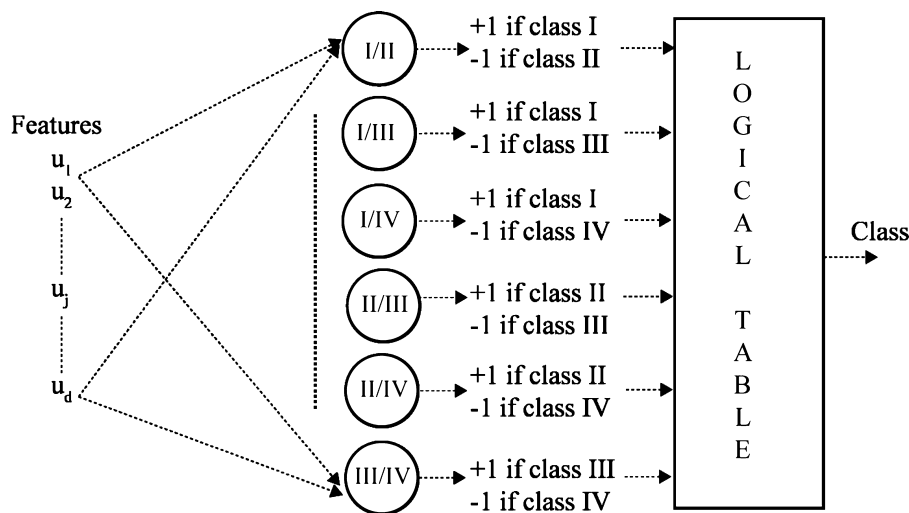 Features
u1
u2
uj
ud
I/II
+1 if class I
-1 if class II
I/III
+1 if class I
-1 if class III
I/IV
+1 if class I
-1 if class IV
II/III
+1 if class II
-1 if class III
II/IV
+1 if class II
-1 if class IV
III/IV
+1 if class III
-1 if class IV
LOGICAL TABLE
Class